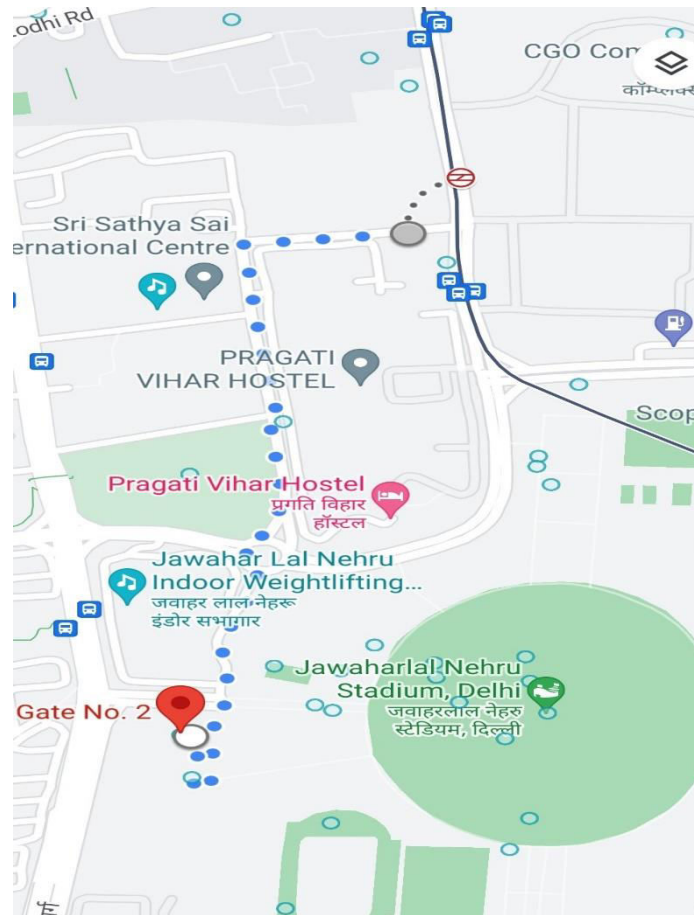 Lodhi Rd
CGO Com
कॉम्प्लेक्स
Sri Sathya Sai
ernational Centre
PRAGATI
VIHAR HOSTEL
Scop
Pragati Vihar Hostel
प्रगति विहार
हॉस्टल
Jawahar Lal Nehru
Indoor Weightlifting...
जवाहर लाल नेहरू
इंडोर सभागार
Jawaharlal Nehru
Stadium, Delhi
जवाहरलाल नेहरु
स्टेडियम, दिल्ली
Gate No. 2